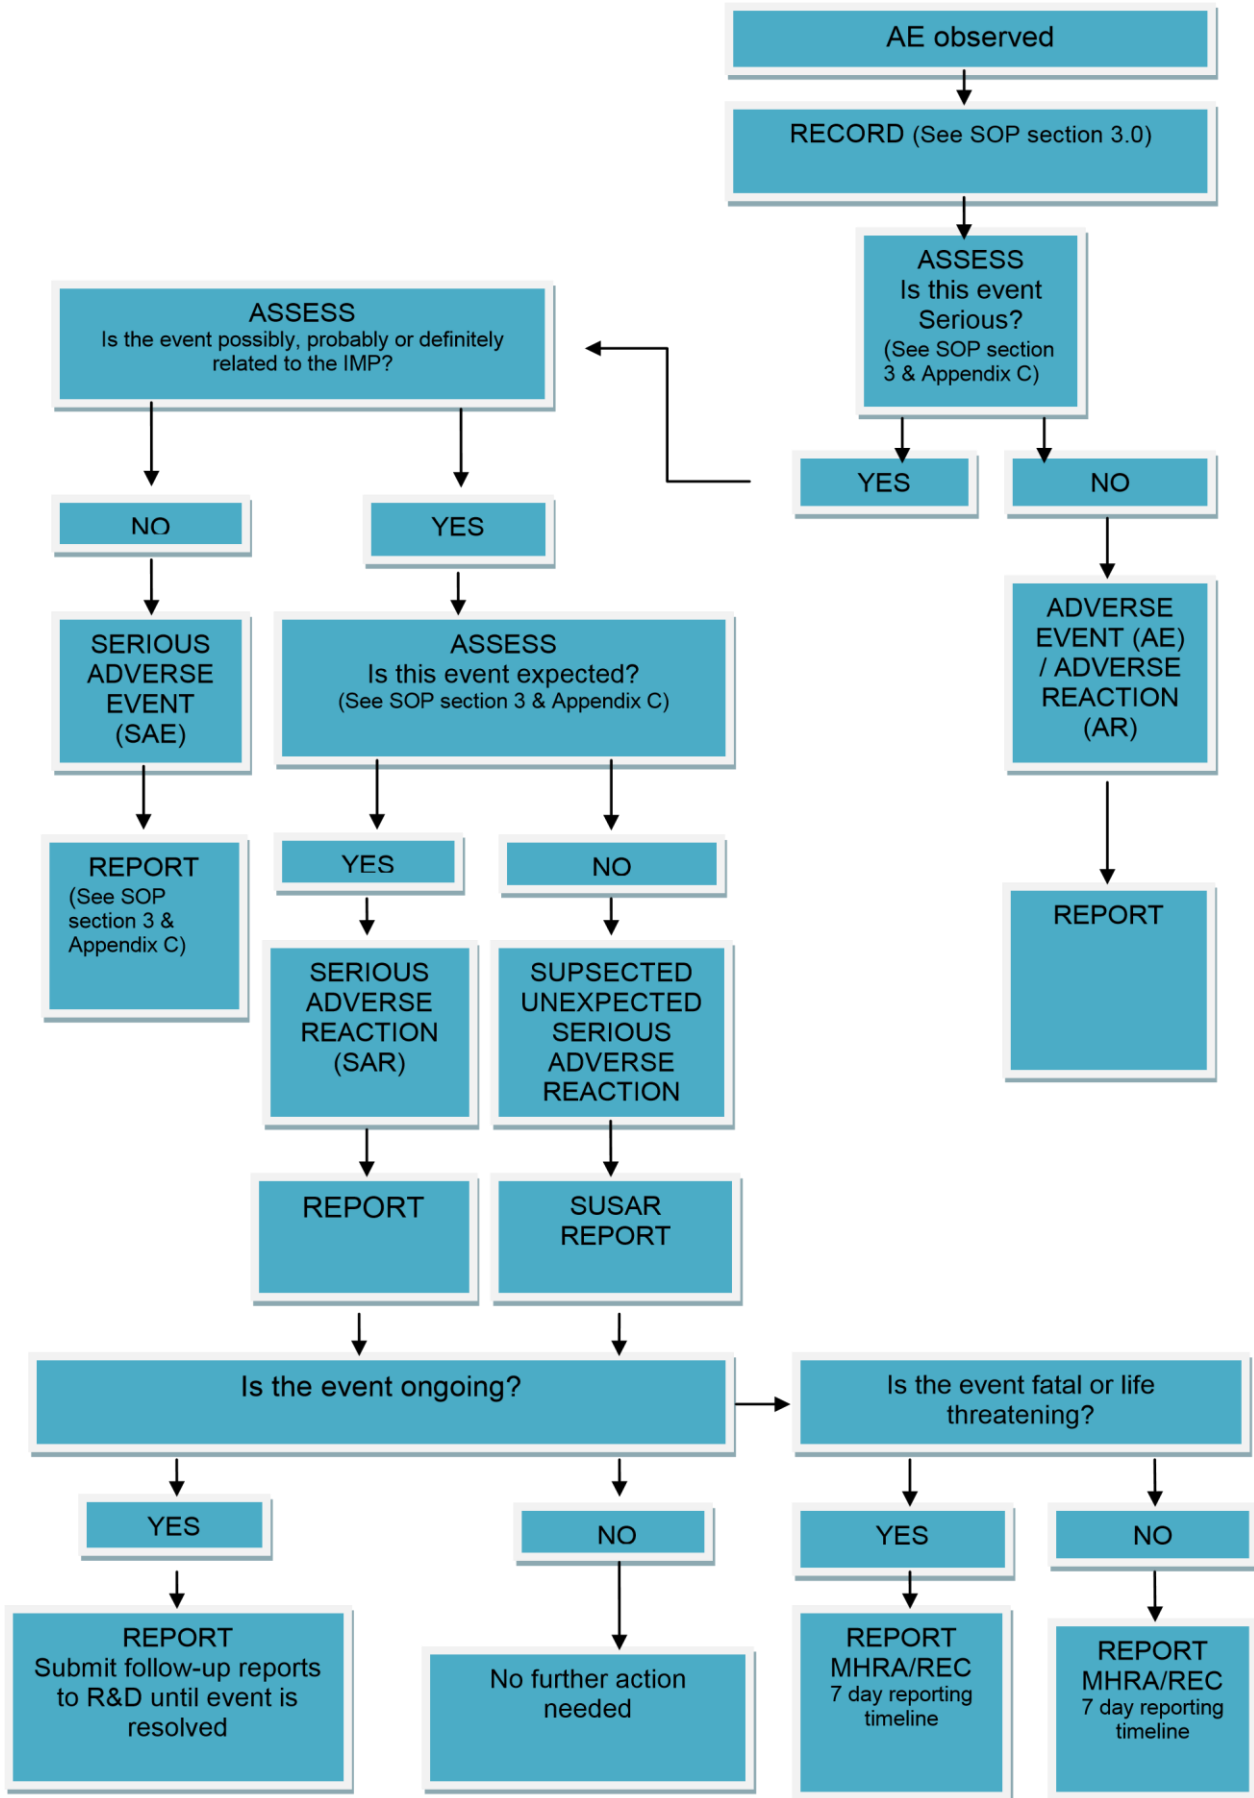 AE observed
RECORD (See SOP section 3.0)
ASSESS
Is this event
Serious?
(See SOP section
3 & Appendix C)
YES
NO
ADVERSE
EVENT (AE)
/ ADVERSE
REACTION
(AR)
REPORT
ASSESS
Is the event possibly, probably or definitely
related to the IMP?
NO
YES
SERIOUS
ADVERSE
EVENT
(SAE)
REPORT
(See SOP
section 3 &
Appendix C)
ASSESS
Is this event expected?
(See SOP section 3 & Appendix C)
YES
NO
SERIOUS
ADVERSE
REACTION
(SAR)
SUPSECTED
UNEXPECTED
SERIOUS
ADVERSE
REACTION
REPORT
SUSAR
REPORT
Is the event ongoing?
Is the event fatal or life
threatening?
YES
NO
YES
NO
REPORT
Submit follow-up reports
to R&D until event is
resolved
No further action
needed
REPORT
MHRA/REC
7 day reporting
timeline
REPORT
MHRA/REC
7 day reporting
timeline